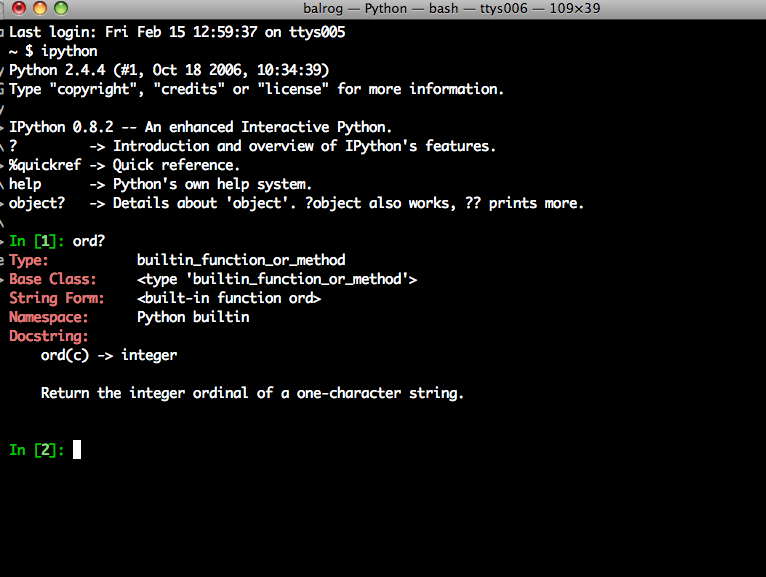 balrog — Python — bash — ttys006 — 109×39
Last login: Fri Feb 15 12:59:37 on ttys005
~ $ ipython
Python 2.4.4 (#1, Oct 18 2006, 10:34:39)
Type "copyright", "credits" or "license" for more information.
IPython 0.8.2 -- An enhanced Interactive Python.
?         -> Introduction and overview of IPython's features.
%quickref -> Quick reference.
help      -> Python's own help system.
object?   -> Details about 'object'. ?object also works, ?? prints more.
In [1]: ord?
Type:           builtin_function_or_method
Base Class:     <type 'builtin_function_or_method'>
String Form:    <built-in function ord>
Namespace:      Python builtin
Docstring:
    ord(c) -> integer
    Return the integer ordinal of a one-character string.
In [2]: